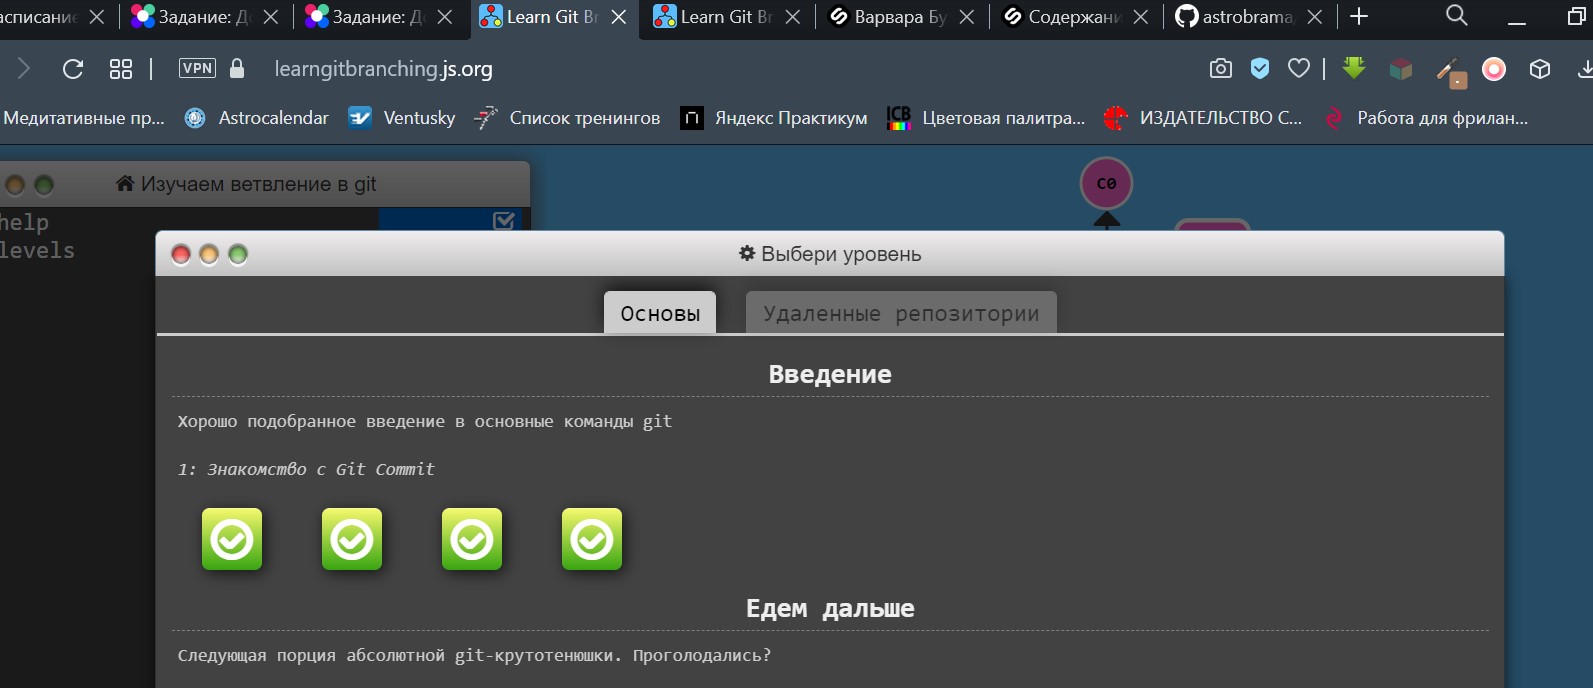 асписание
Задание: Д
Задание: Д
Learn Git Br
Learn Git Br
Варвара Бу
Содержани
astrobrama
VPN
learngitbranching.js.org
Медитативные пр...
Astrocalendar
Ventusky
Список тренингов
Яндекс Практикум
ICB
Цветовая палитра...
ИЗДАТЕЛЬСТВО С...
Работа для фрилан...
Изучаем ветвление в git
help
levels
C0
Выбери уровень
Основы
Удаленные репозитории
Введение
Хорошо подобранное введение в основные команды git
1: Знакомство с Git Commit
Едем дальше
Следующая порция абсолютной git-крутотенюшки. Проголодались?